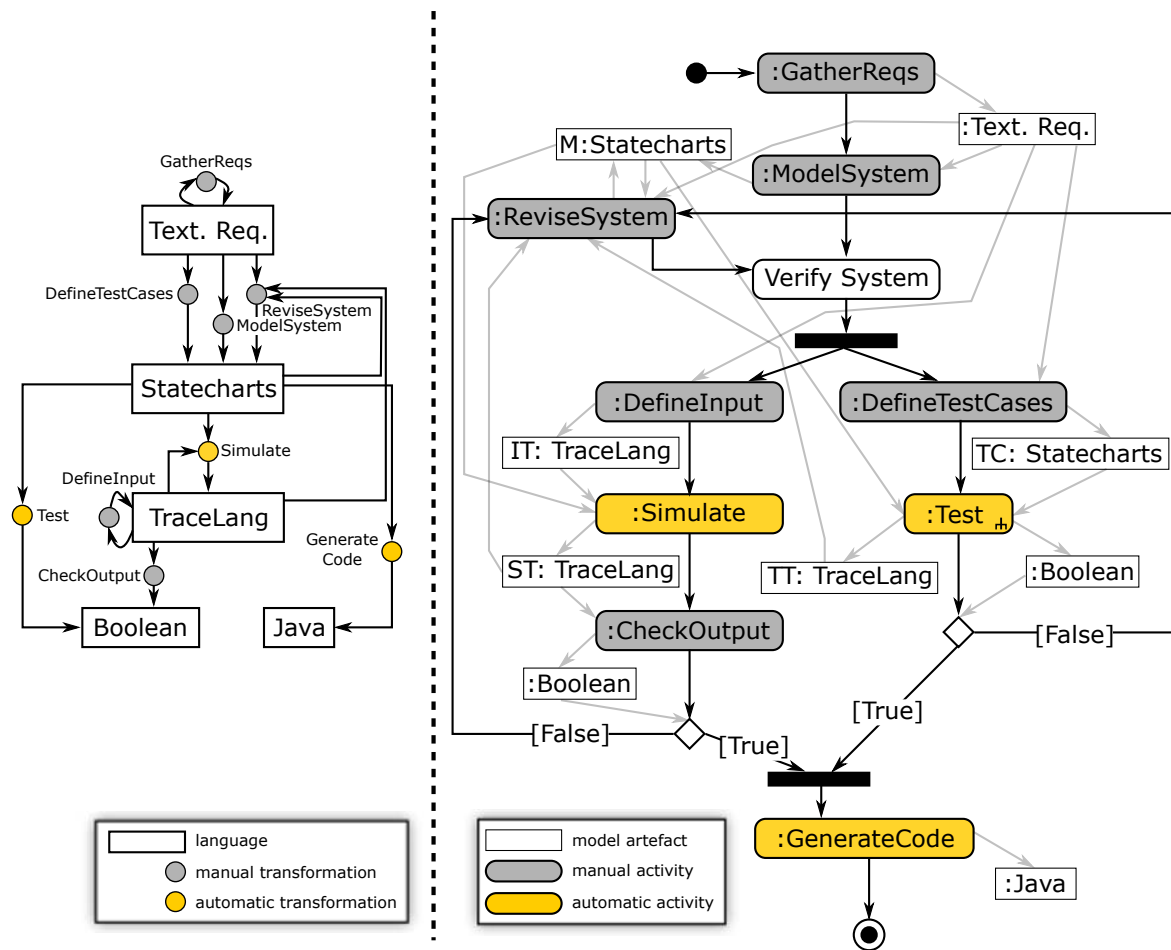 GatherReqs
Text. Req.
DefineTestCases
ReviseSystem
ModelSystem
Statecharts
Simulate
DefineInput
Test
TraceLang
Generate
Code
CheckOutput
Boolean
Java
language
manual transformation
automatic transformation
:GatherReqs
:Text. Req.
M:Statecharts
:ModelSystem
:ReviseSystem
Verify System
:DefineInput
:DefineTestCases
IT: TraceLang
TC: Statecharts
:Simulate
:Test
ST: TraceLang
TT: TraceLang
:Boolean
:CheckOutput
[False]
:Boolean
[True]
[False]
[True]
:GenerateCode
:Java
model artefact
manual activity
automatic activity